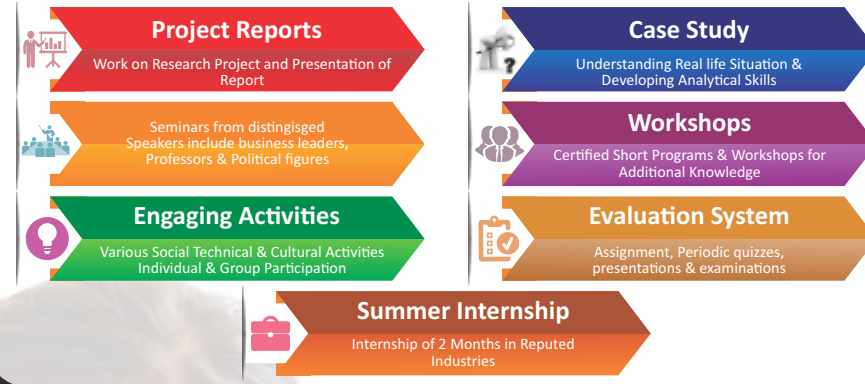 Project Reports
Work on Research Project and Presentation of
Report
Case Study
Understanding Real life Situation &
Developing Analytical Skills
Seminars from distingisged
Speakers include business leaders,
Professors & Political figures
Workshops
Certified Short Programs & Workshops for
Additional Knowledge
Engaging Activities
Various Social Technical & Cultural Activities
Individual & Group Participation
Evaluation System
Assignment, Periodic quizzes,
presentations & examinations
Summer Internship
Internship of 2 Months in Reputed
Industries